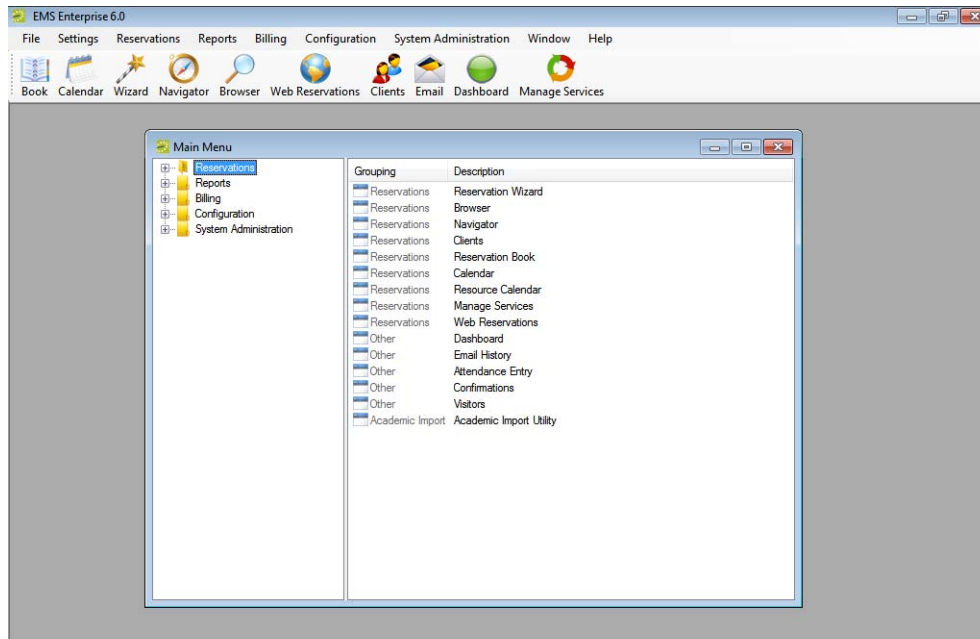 EMS Enterprise 6.0
File Settings Reservations Reports Billing Configuration System Administration Window Help
Book Calendar Wizard Navigator Browser Web Reservations Clients Email Dashboard Manage Services
Main Menu
Reservations
Reports
Billing
Configuration
System Administration
Grouping Description
Reservations Reservation Wizard
Reservations Browser
Reservations Navigator
Reservations Clients
Reservations Reservation Book
Reservations Calendar
Reservations Resource Calendar
Reservations Manage Services
Reservations Web Reservations
Other Dashboard
Other Email History
Other Attendance Entry
Other Confirmations
Other Visitors
Academic Import Academic Import Utility